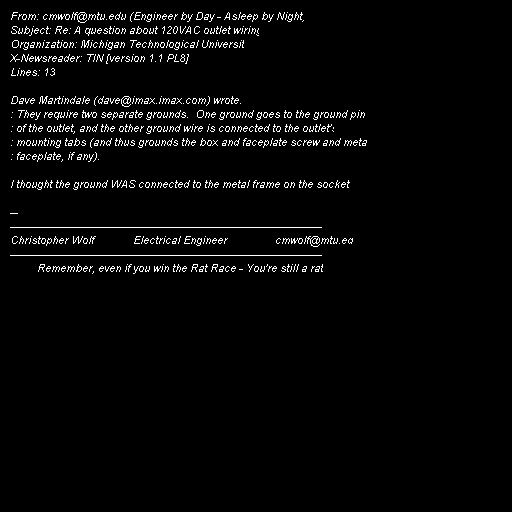 From: cmwolf@mtu.edu (Engineer by Day - Asleep by Night,
Subject: Re: A question about 120VAC outlet wiring
Organization: Michigan Technological Universit
X-Newsreader: TIN [version 1.1 PL8]
Lines: 13
Dave Martindale (dave@imax.imax.com) wrote.
: They require two separate grounds. One ground goes to the ground pin
: of the outlet, and the other ground wire is connected to the outlet's
: mounting tabs (and thus grounds the box and faceplate screw and meta
: faceplate, if any).
I thought the ground WAS connected to the metal frame on the socket
--
Christopher Wolf Electrical Engineer cmwolf@mtu.ed
Remember, even if you win the Rat Race - You're still a rat